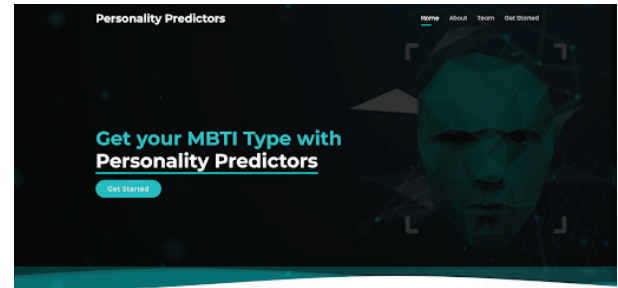 Personality Predictors
Home About Team Get Started
Get your MBTI Type with
Personality Predictors
Get Started